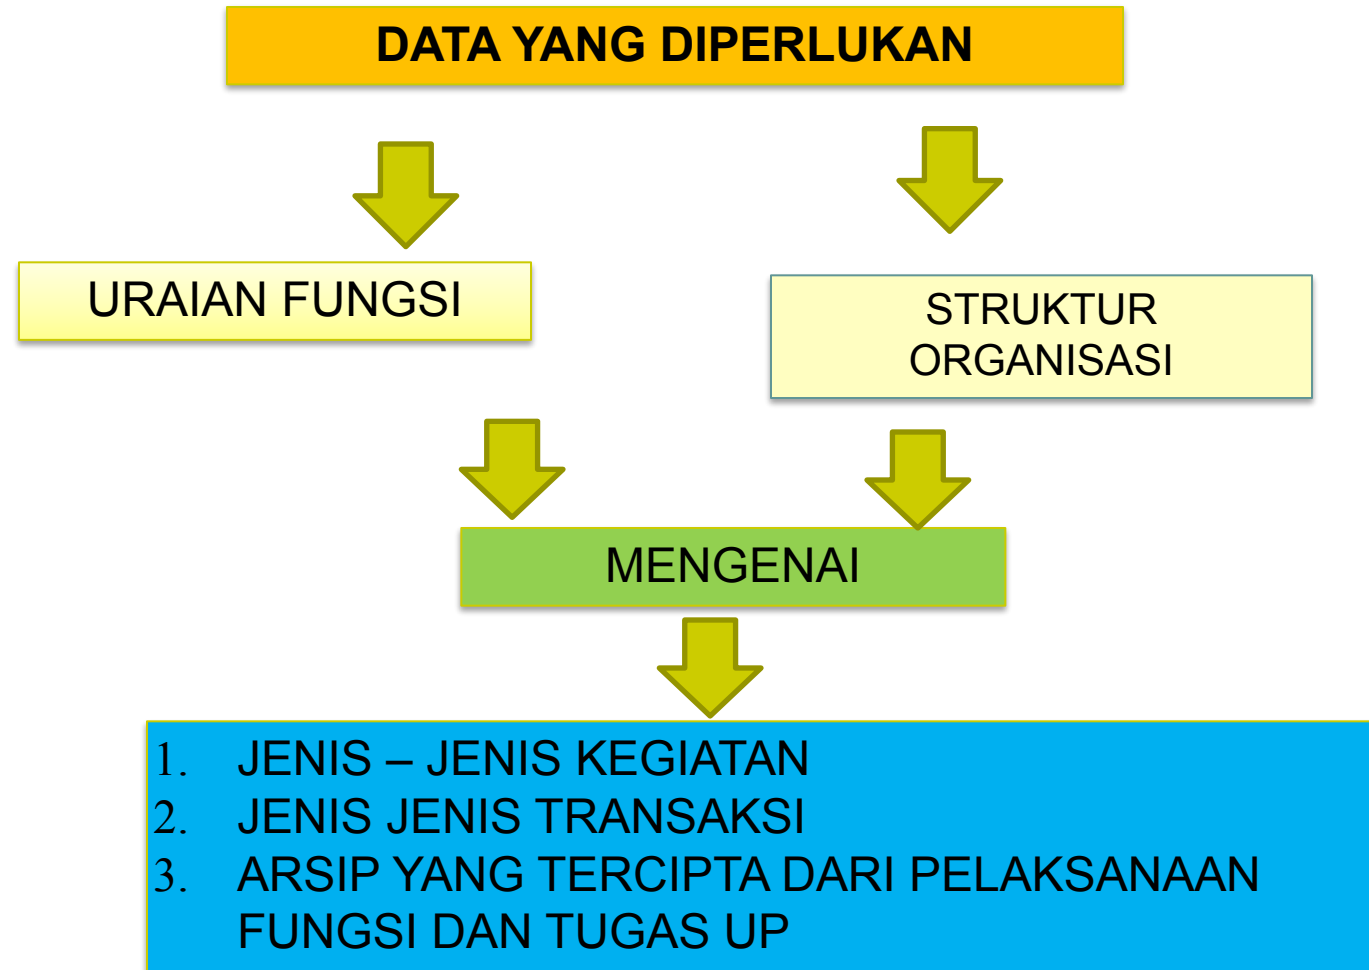 DATA YANG DIPERLUKAN
URAIAN FUNGSI
STRUKTUR
ORGANISASI
MENGENAI
1. JENIS – JENIS KEGIATAN
2. JENIS JENIS TRANSAKSI
3. ARSIP YANG TERCIPTA DARI PELAKSANAAN
FUNGSI DAN TUGAS UP